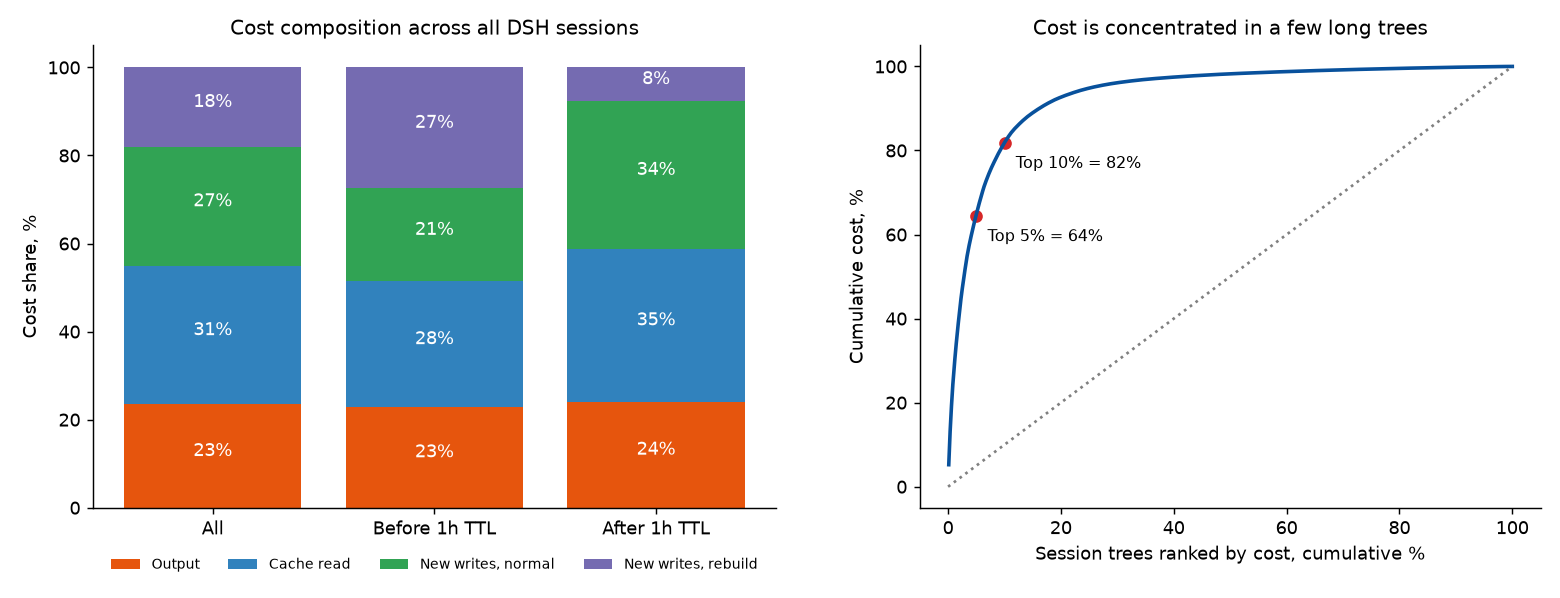 Cost composition across all DSH sessions
Cost share, %
100
80
60
40
20
0
18%
27%
31%
23%
27%
21%
28%
23%
8%
34%
35%
24%
All
Before 1h TTL
After 1h TTL
Output
Cache read
New writes, normal
New writes, rebuild
Cost is concentrated in a few long trees
Cumulative cost, %
100
80
60
40
20
0
Top 10% = 82%
Top 5% = 64%
0
20
40
60
80
100
Session trees ranked by cost, cumulative %